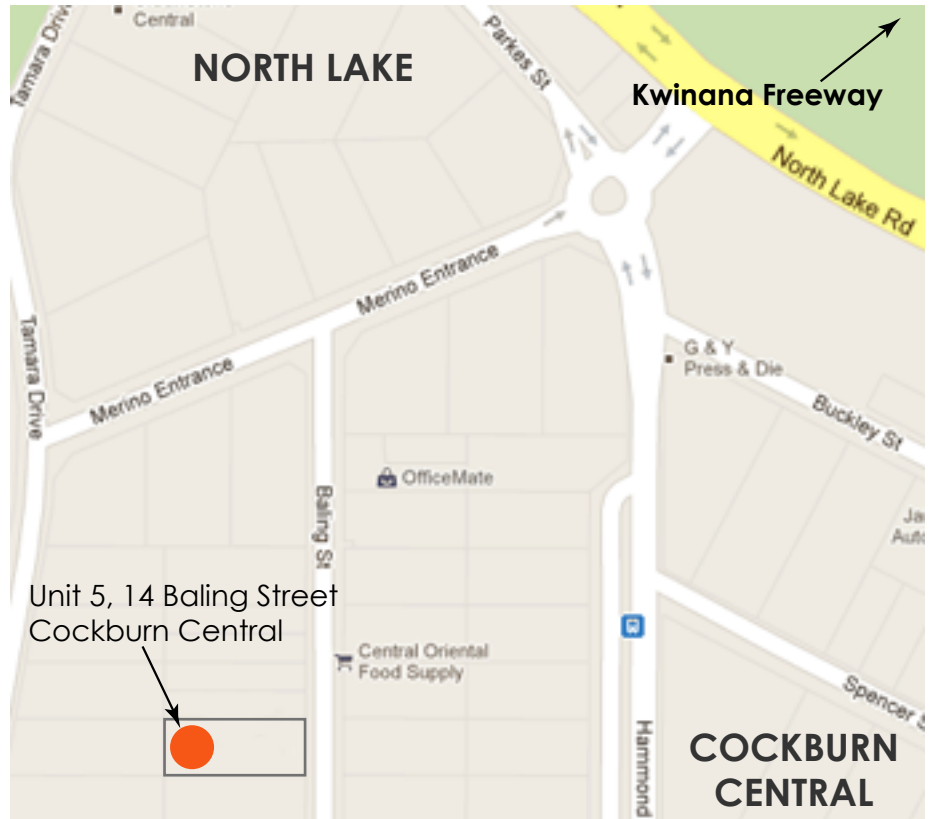 Central
Tamara Drive
NORTH LAKE
Parkes St
Kwinana Freeway
North Lake Rd
Merino Entrance
Tamara Drive
Merino Entrance
G & Y
Press & Die
Buckley St
OfficeMate
Baling St
Unit 5, 14 Baling Street
Cockburn Central
Central Oriental
Food Supply
Spencer
Hammond
COCKBURN
CENTRAL